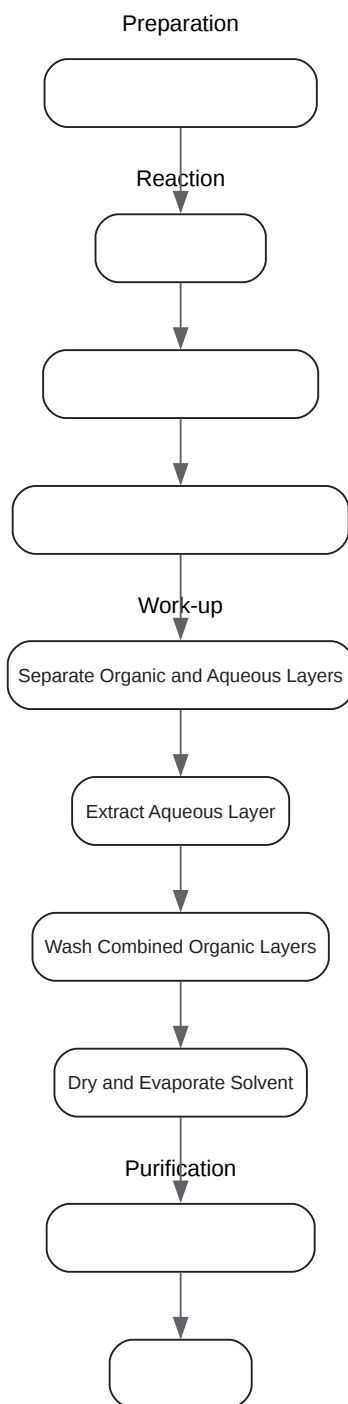 Preparation
Reaction
Work-up
Separate Organic and Aqueous Layers
Extract Aqueous Layer
Wash Combined Organic Layers
Dry and Evaporate Solvent
Purification